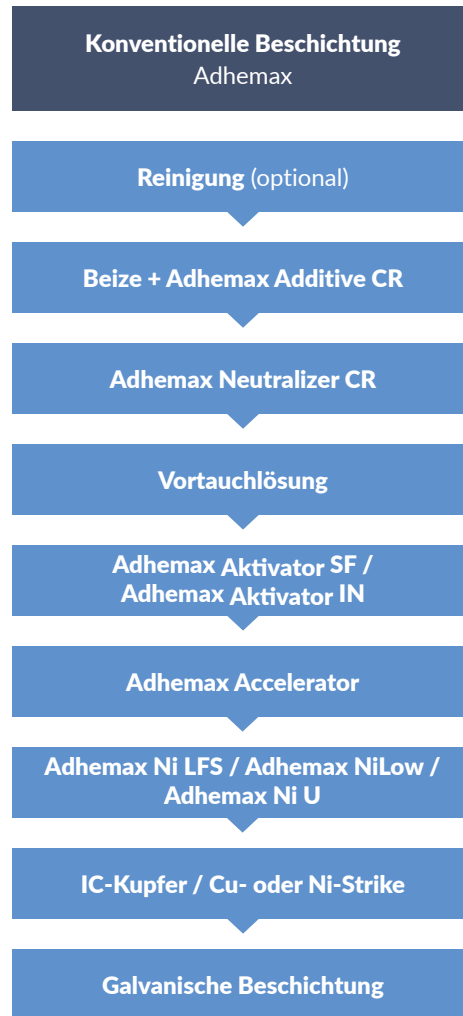 Konventionelle Beschichtung
Adhemax
Reinigung (optional)
Beize + Adhemax Additive CR
Adhemax Neutralizer CR
Vortauchlösung
Adhemax Aktivator SF /
Adhemax Aktivator IN
Adhemax Accelerator
Adhemax Ni LFS / Adhemax NiLow /
Adhemax Ni U
IC-Kupfer / Cu- oder Ni-Strike
Galvanische Beschichtung